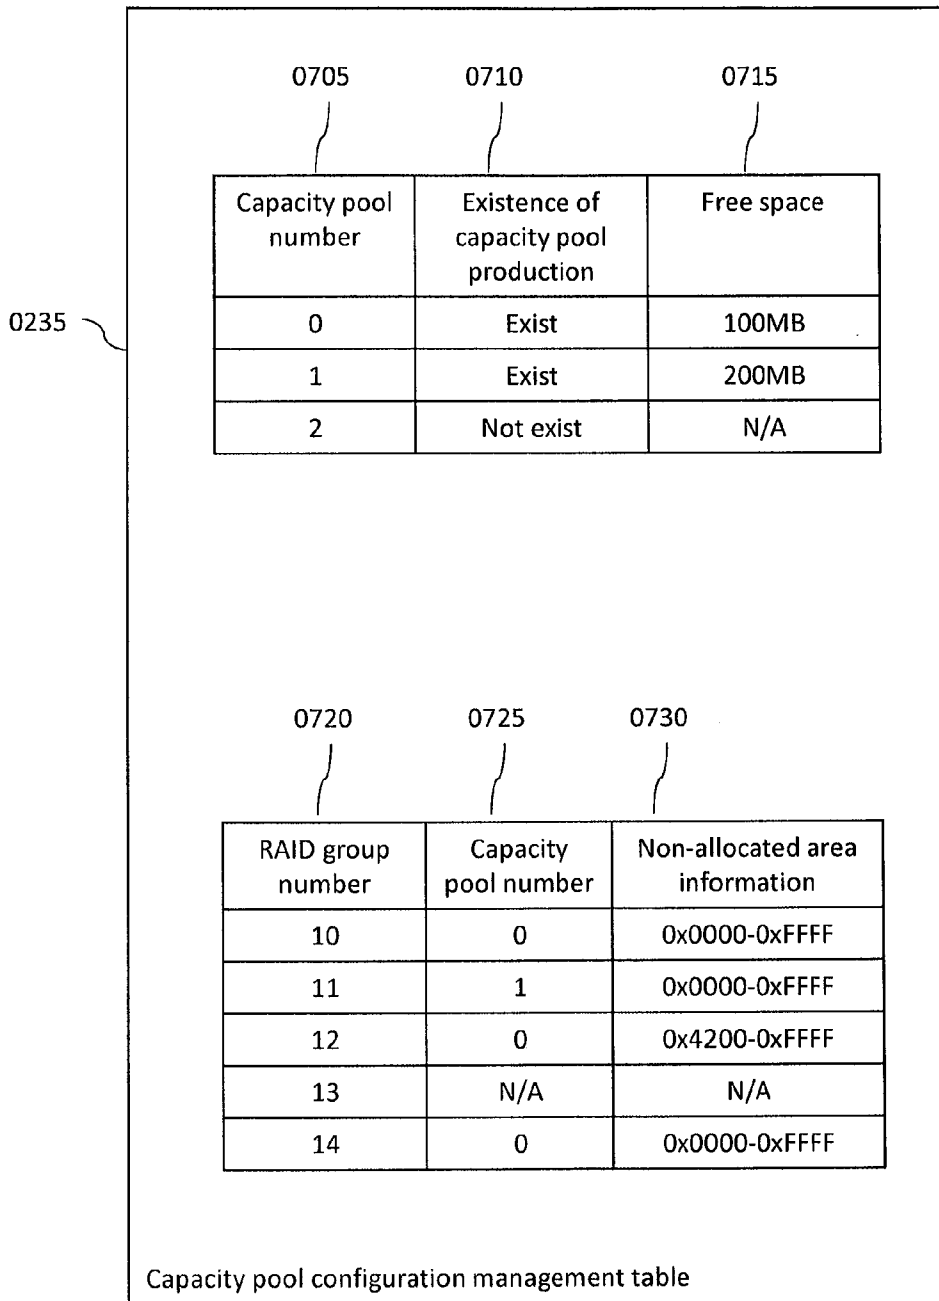 0705 0710 0715
Capacity pool number Existence of capacity pool production Free space
0235
0 Exist 100MB
1 Exist 200MB
2 Not exist N/A
0720 0725 0730
RAID group number Capacity pool number Non-allocated area information
10 0 0x0000-0xFFFF
11 1 0x0000-0xFFFF
12 0 0x4200-0xFFFF
13 N/A N/A
14 0 0x0000-0xFFFF
Capacity pool configuration management table